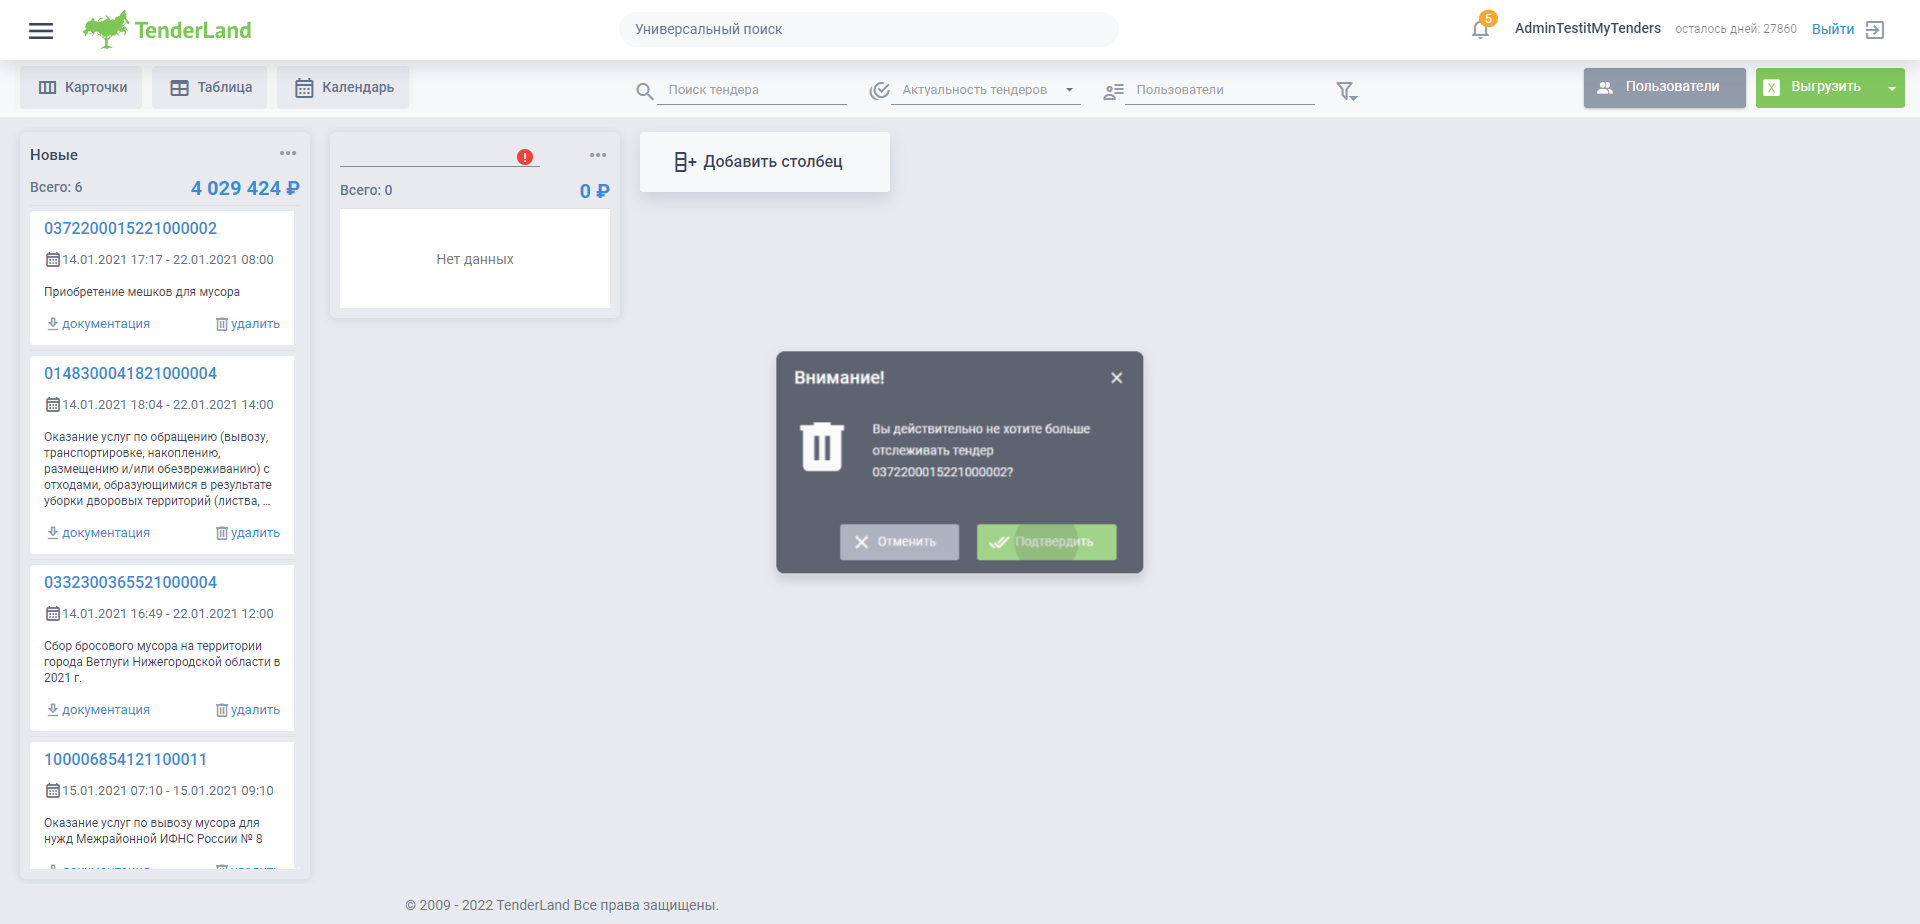 TenderLand
Универсальный поиск
5
AdminTestitMyTenders
осталось дней: 27860
Выйти
Карточки
Таблица
Календарь
Поиск тендера
Актуальность тендеров
Пользователи
Пользователи
X Выгрузить
Новые
Всего: 6
4 029 424 ₽
0372200015221000002
14.01.2021 17:17 - 22.01.2021 08:00
Приобретение мешков для мусора
документация
удалить
0148300041821000004
14.01.2021 18:04 - 22.01.2021 14:00
Оказание услуг по обращению (вывозу,
транспортировке, накоплению,
размещению и/или обезвреживанию) с
отходами, образующимися в результате
уборки дворовых территорий (листва, ...
документация
удалить
0332300365521000004
14.01.2021 16:49 - 22.01.2021 12:00
Сбор бросового мусора на территории
города Ветлуги Нижегородской области в
2021 г.
документация
удалить
100006854121100011
15.01.2021 07:10 - 15.01.2021 09:10
Оказание услуг по вывозу мусора для
нужд Межрайонной ИФНС России № 8
документация
удалить
!
Всего: 0
0 ₽
Нет данных
Добавить столбец
Внимание!
Вы действительно не хотите больше
отслеживать тендер
0372200015221000002?
Отменить
Подтвердить
© 2009 - 2022 TenderLand Все права защищены.